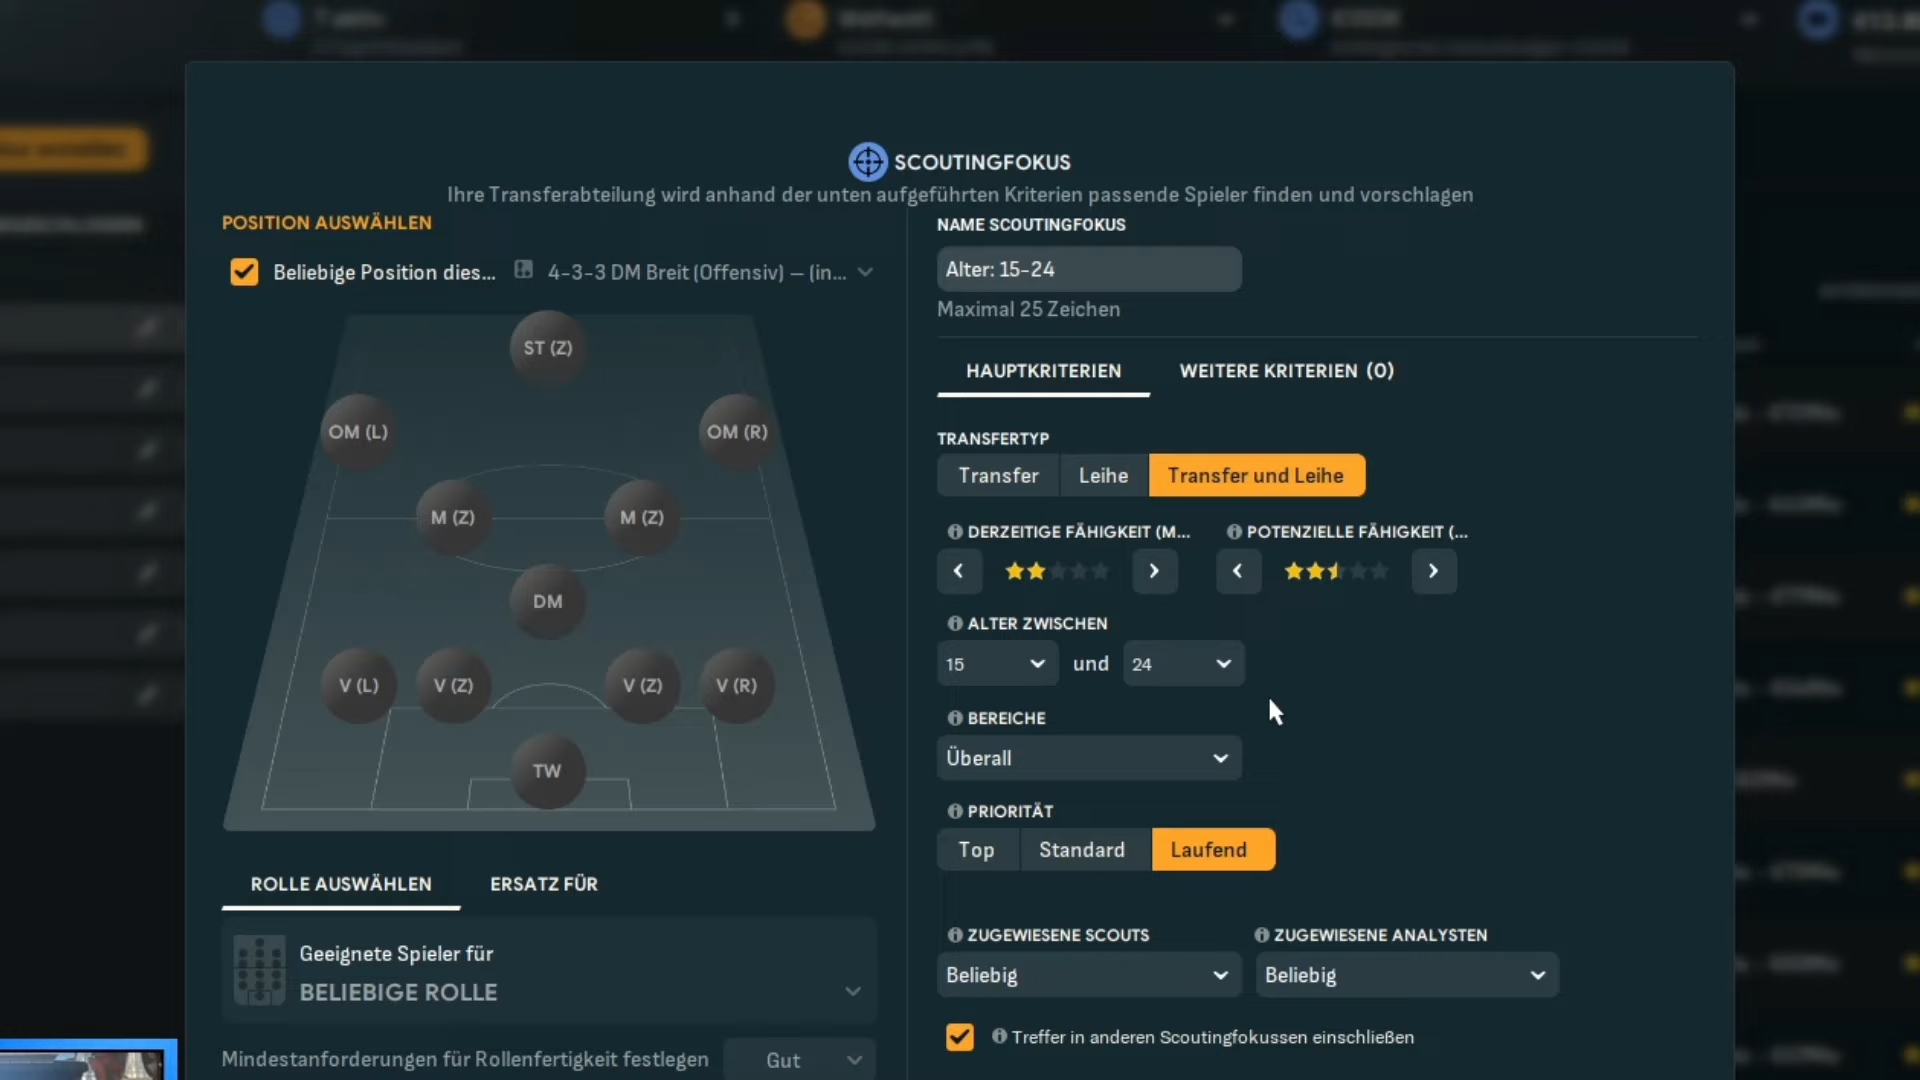 SCOUTINGFOKUS
Ihre Transferabteilung wird anhand der unten aufgeführten Kriterien passende Spieler finden und vorschlagen
POSITION AUSWÄHLEN
Beliebige Position dies...
4-3-3 DM Breit (Offensiv) – (in...
ST (Z)
OM (L)
OM (R)
M (Z)
M (Z)
DM
V (L)
V (Z)
V (Z)
V (R)
TW
ROLLE AUSWÄHLEN
ERSATZ FÜR
Geeignete Spieler für
BELIEBIGE ROLLE
Mindestanforderungen für Rollenfertigkeit festlegen
Gut
NAME SCOUTINGFOKUS
Alter: 15-24
Maximal 25 Zeichen
HAUPTKRITERIEN
WEITERE KRITERIEN (0)
TRANSFERTYP
Transfer
Leihe
Transfer und Leihe
DERZEITIGE FÄHIGKEIT (M...
POTENZIELLE FÄHIGKEIT (...
ALTER ZWISCHEN
15
und
24
BEREICHE
Überall
PRIORITÄT
Top
Standard
Laufend
ZUGEWIESENE SCOUTS
ZUGEWIESENE ANALYSTEN
Beliebig
Beliebig
Treffer in anderen Scoutingfokussen einschließen